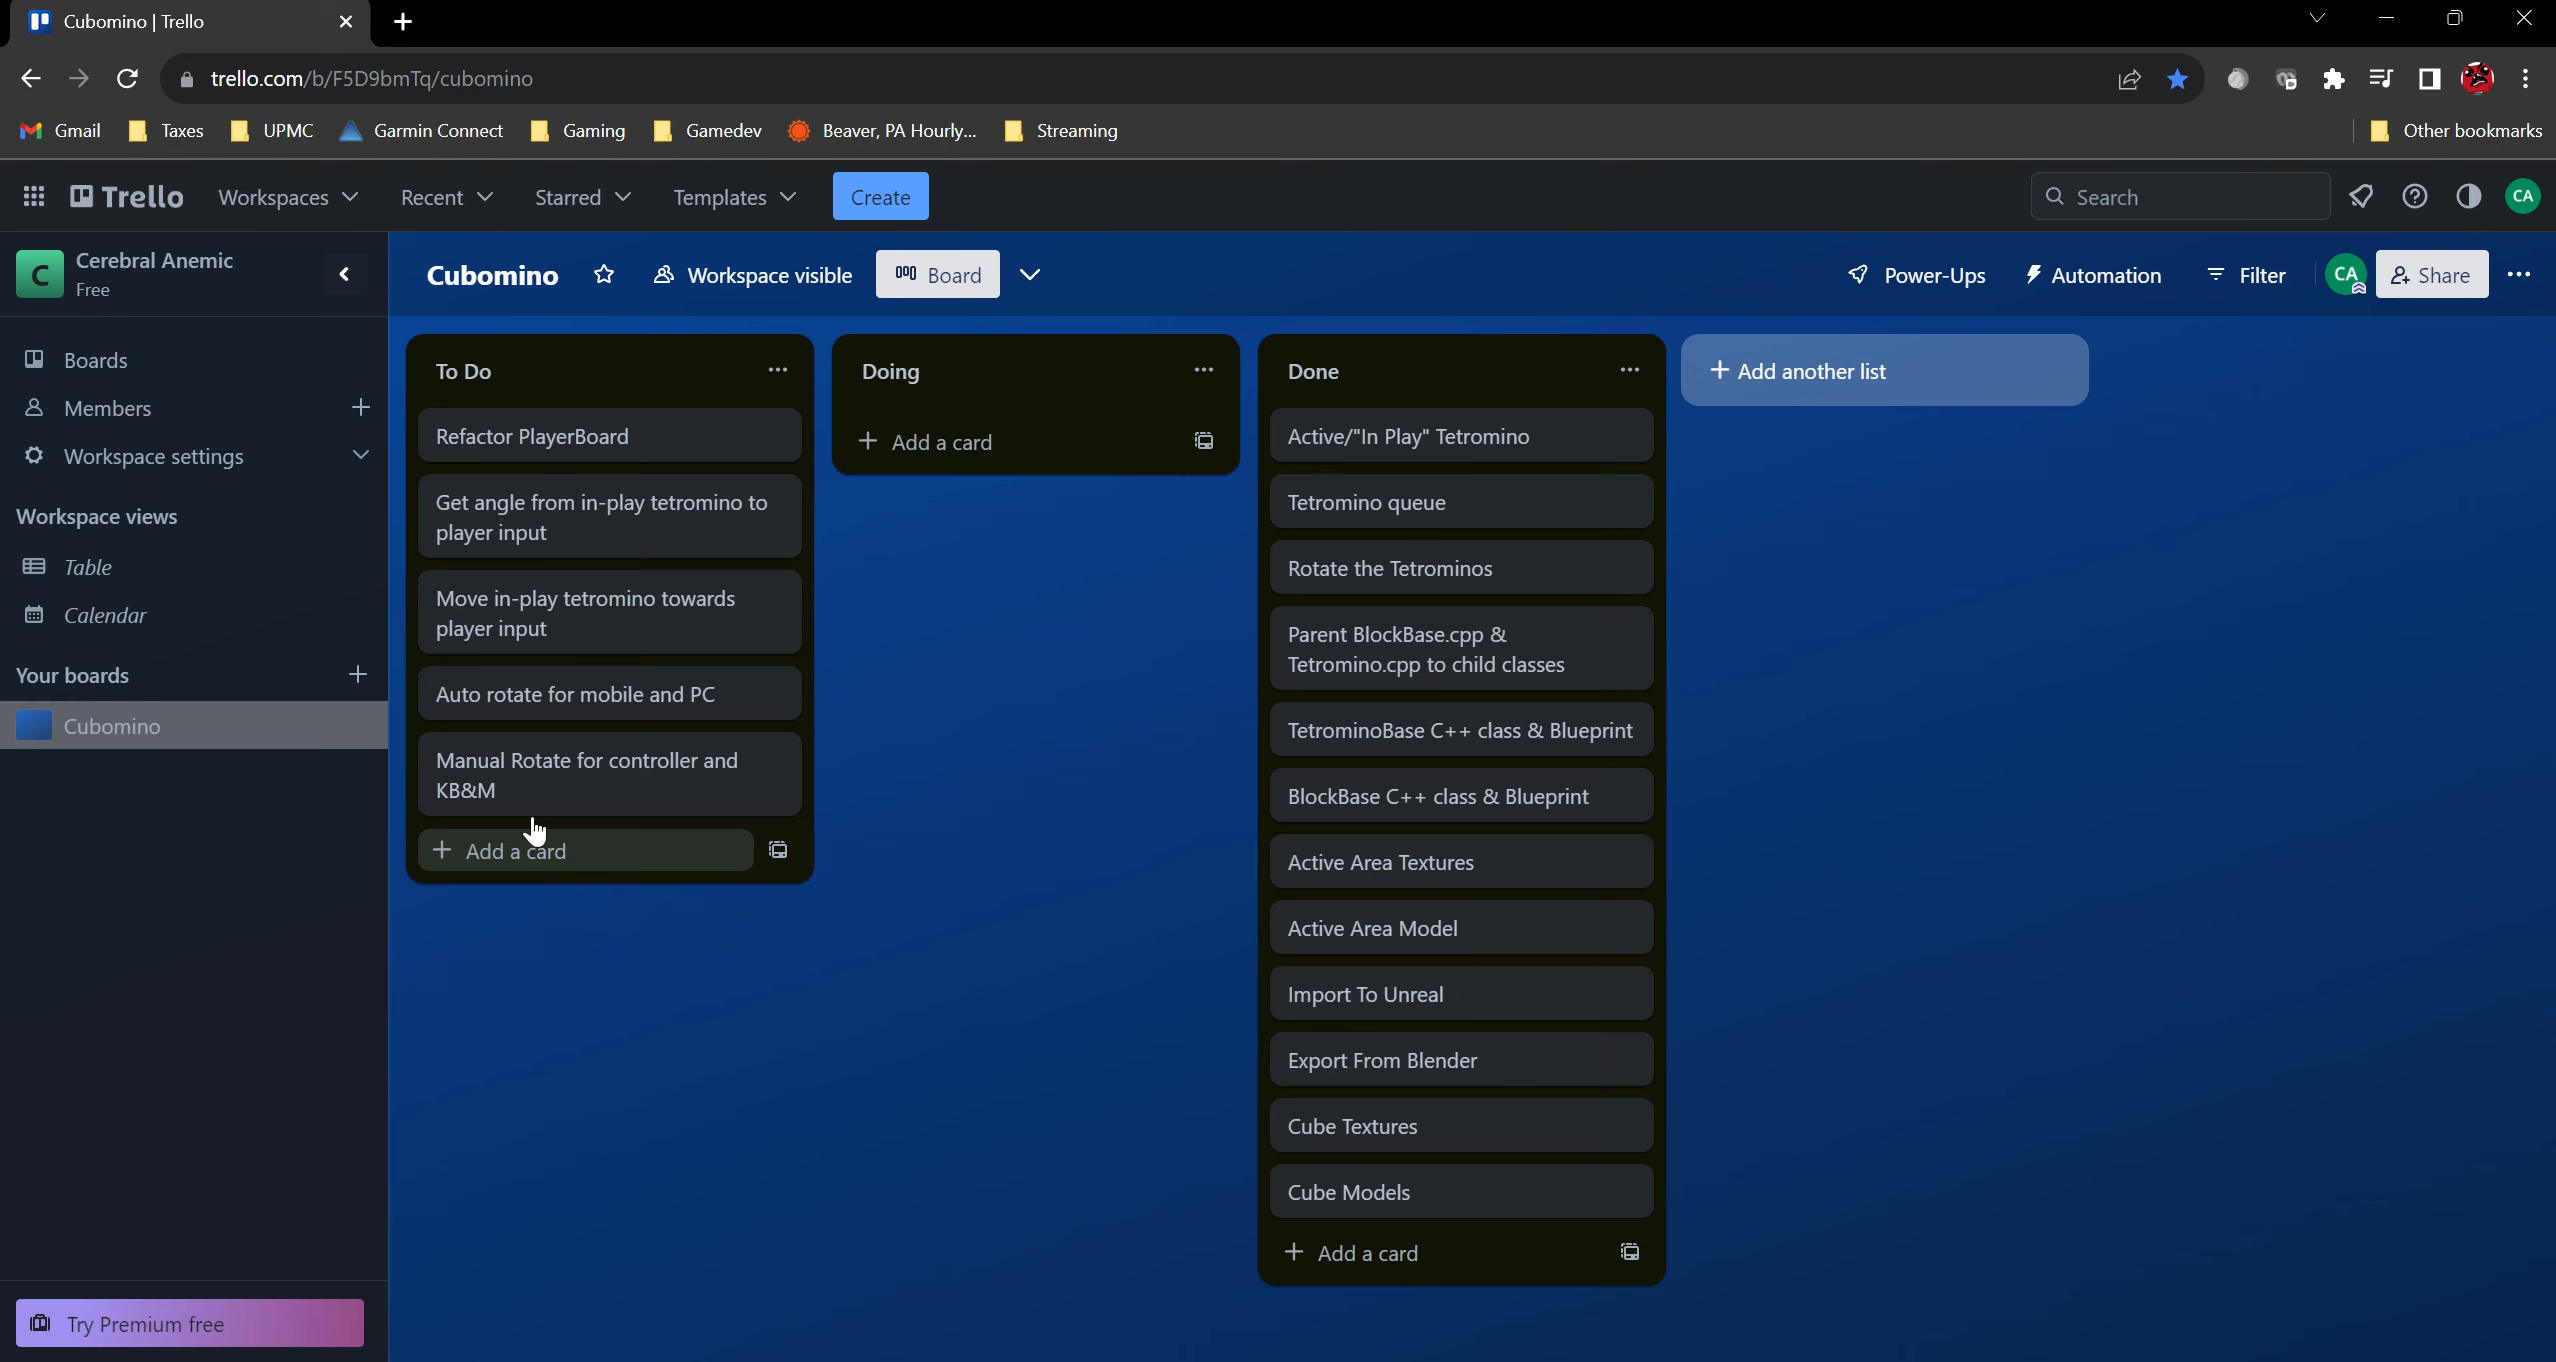 Cubomino | Trello
trello.com/b/F5D9bmTq/cubomino
Gmail
Taxes
UPMC
Garmin Connect
Gaming
Gamedev
Beaver, PA Hourly...
Streaming
Other bookmarks
Trello
Workspaces
Recent
Starred
Templates
Create
Search
CA
C
Cerebral Anemic
Free
Cubomino
Workspace visible
Board
Power-Ups
Automation
Filter
CA
Share
Boards
Members
Workspace settings
Workspace views
Table
Calendar
Your boards
Cubomino
Try Premium free
To Do
Refactor PlayerBoard
Get angle from in-play tetromino to
player input
Move in-play tetromino towards
player input
Auto rotate for mobile and PC
Manual Rotate for controller and
KB&M
Add a card
Doing
Add a card
Done
Active/"In Play" Tetromino
Tetromino queue
Rotate the Tetrominos
Parent BlockBase.cpp &
Tetromino.cpp to child classes
TetrominoBase C++ class & Blueprint
BlockBase C++ class & Blueprint
Active Area Textures
Active Area Model
Import To Unreal
Export From Blender
Cube Textures
Cube Models
Add a card
Add another list